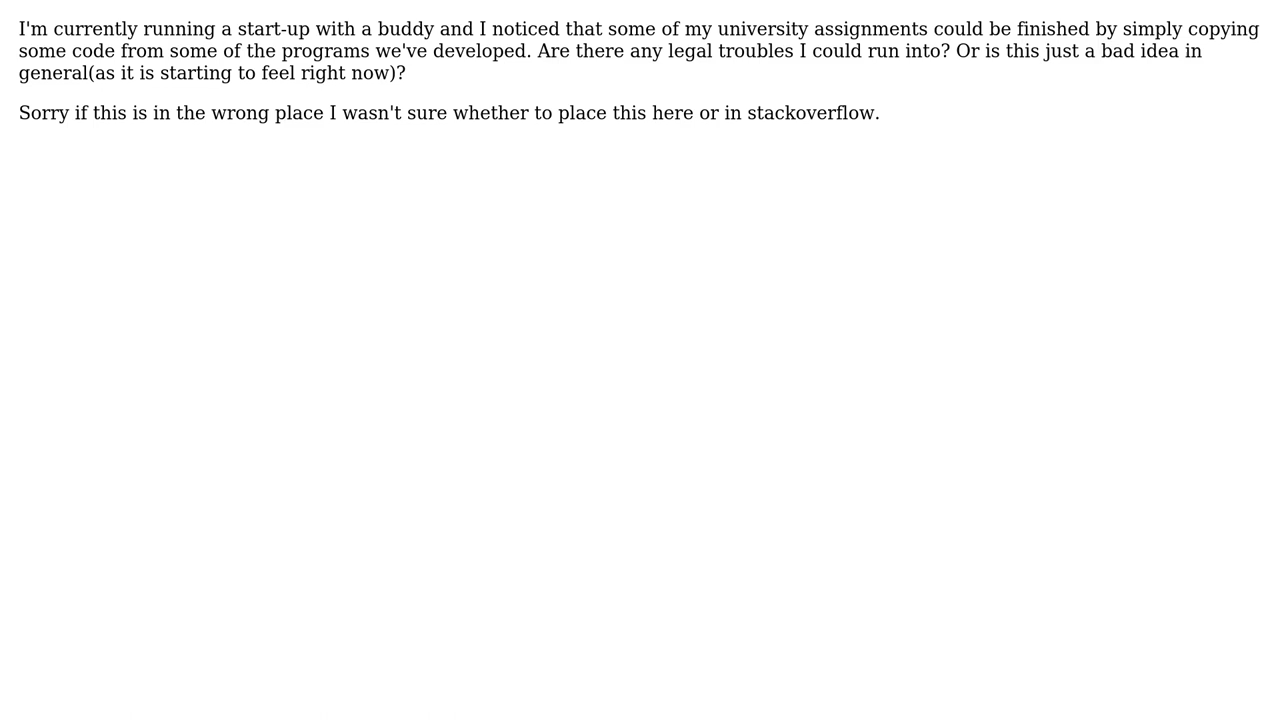 I'm currently running a start-up with a buddy and I noticed that some of my university assignments could be finished by simply copying
some code from some of the programs we've developed. Are there any legal troubles I could run into? Or is this just a bad idea in
general(as it is starting to feel right now)?
Sorry if this is in the wrong place I wasn't sure whether to place this here or in stackoverflow.